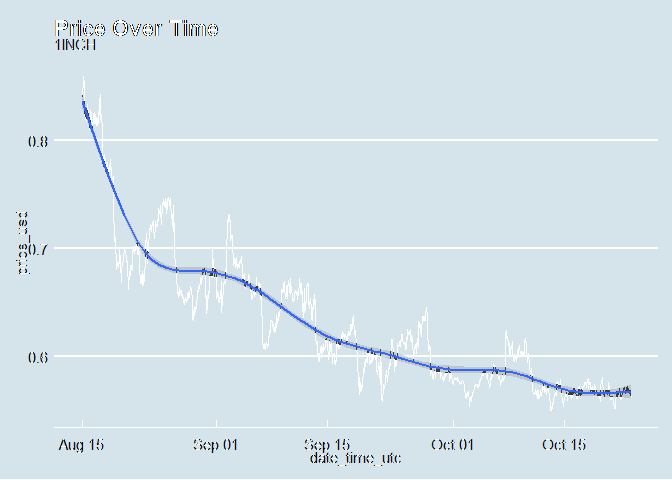 Price Over Time
1INCH
0.8
0.7
0.6
price_usd
Aug 15
Sep 01
Sep 15
Oct 01
Oct 15
date_time_utc